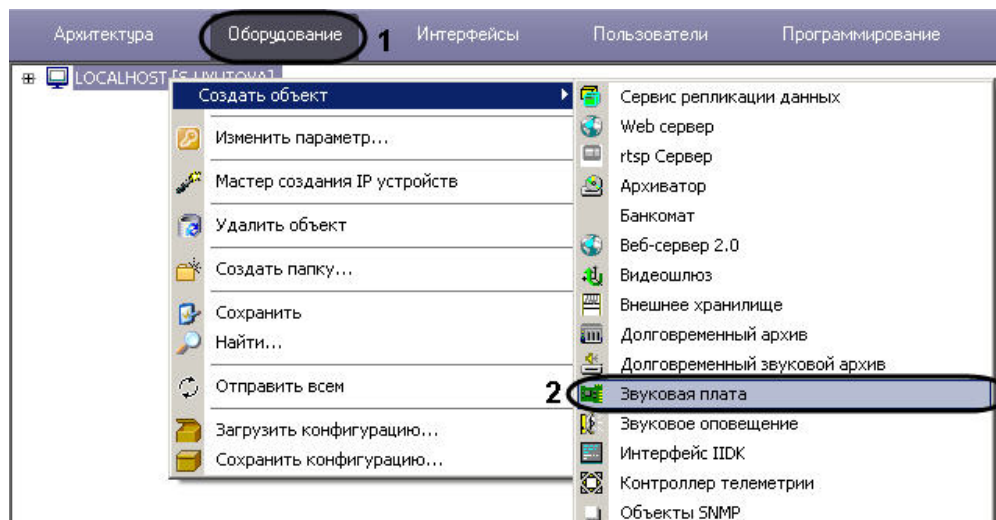 Архитектура Оборудование 1 Интерфейсы Пользователи Программирование
LOCALHOST
Создать объект
Изменить параметр...
Мастер создания IP устройств
Удалить объект
Создать папку...
Сохранить
Найти...
Отправить всем
Загрузить конфигурацию...
Сохранить конфигурацию...
Сервис репликации данных
Web сервер
rtsp Сервер
Архиватор
Банкомат
Веб-сервер 2.0
Видеошлюз
Внешнее хранилище
Долговременный архив
Долговременный звуковой архив
2 Звуковая плата
Звуковое оповещение
Интерфейс IIDK
Контроллер телеметрии
Объекты SNMP